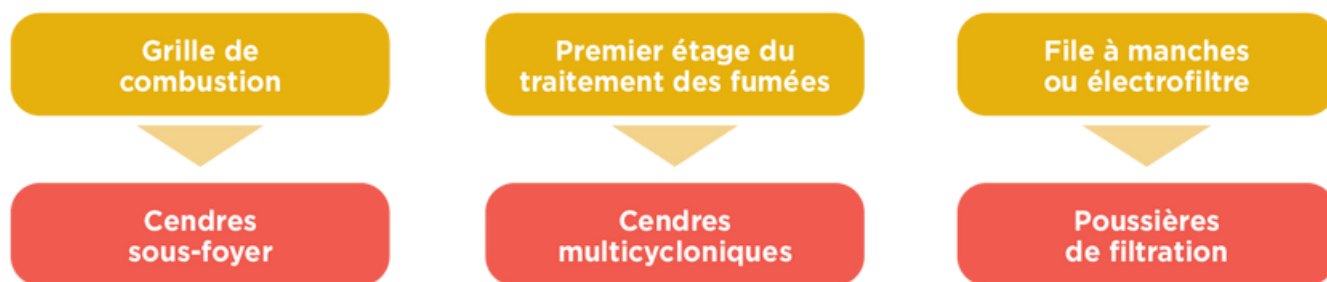 Grille de
combustion
Premier étage du
traitement des fumées
File à manches
ou électrofiltre
Cendres
sous-foyer
Cendres
multicycloniques
Poussières
de filtration